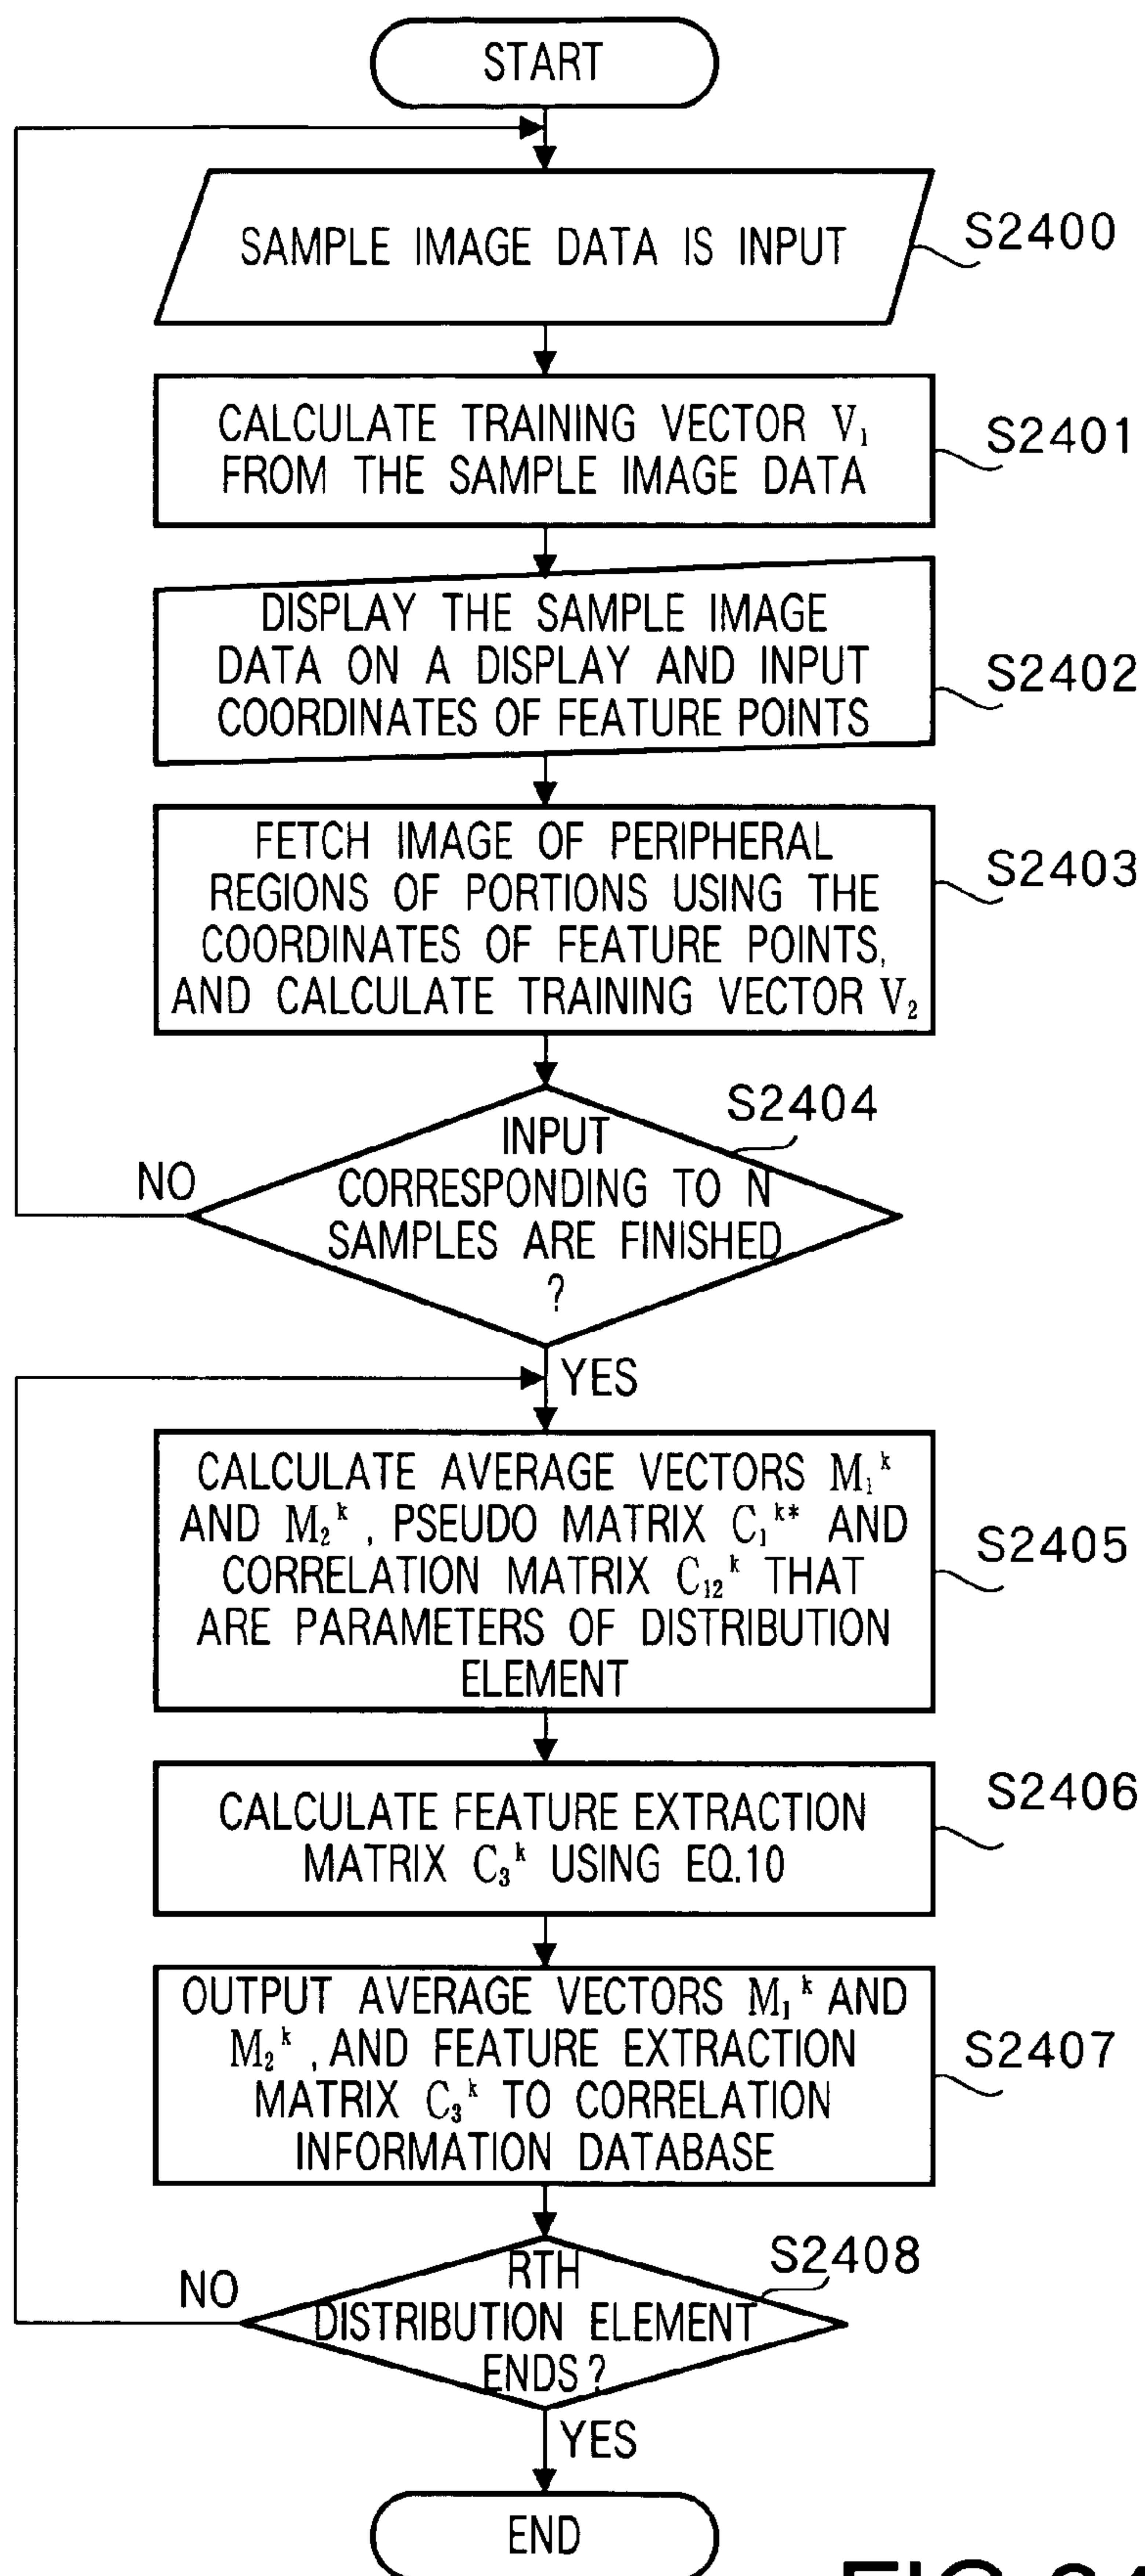 START
SAMPLE IMAGE DATA IS INPUT
S2400
CALCULATE TRAINING VECTOR V₁
FROM THE SAMPLE IMAGE DATA
S2401
DISPLAY THE SAMPLE IMAGE
DATA ON A DISPLAY AND INPUT
COORDINATES OF FEATURE POINTS
S2402
FETCH IMAGE OF PERIPHERAL
REGIONS OF PORTIONS USING THE
COORDINATES OF FEATURE POINTS,
AND CALCULATE TRAINING VECTOR V₂
S2403
S2404
INPUT
CORRESPONDING TO N
SAMPLES ARE FINISHED
?
NO
YES
CALCULATE AVERAGE VECTORS M₁ᵏ
AND M₂ᵏ, PSEUDO MATRIX C₁ᵏ* AND
CORRELATION MATRIX C₁₂ᵏ THAT
ARE PARAMETERS OF DISTRIBUTION
ELEMENT
S2405
CALCULATE FEATURE EXTRACTION
MATRIX C₃ᵏ USING EQ.10
S2406
OUTPUT AVERAGE VECTORS M₁ᵏ AND
M₂ᵏ, AND FEATURE EXTRACTION
MATRIX C₃ᵏ TO CORRELATION
INFORMATION DATABASE
S2407
S2408
RTH
DISTRIBUTION ELEMENT
ENDS?
NO
YES
END